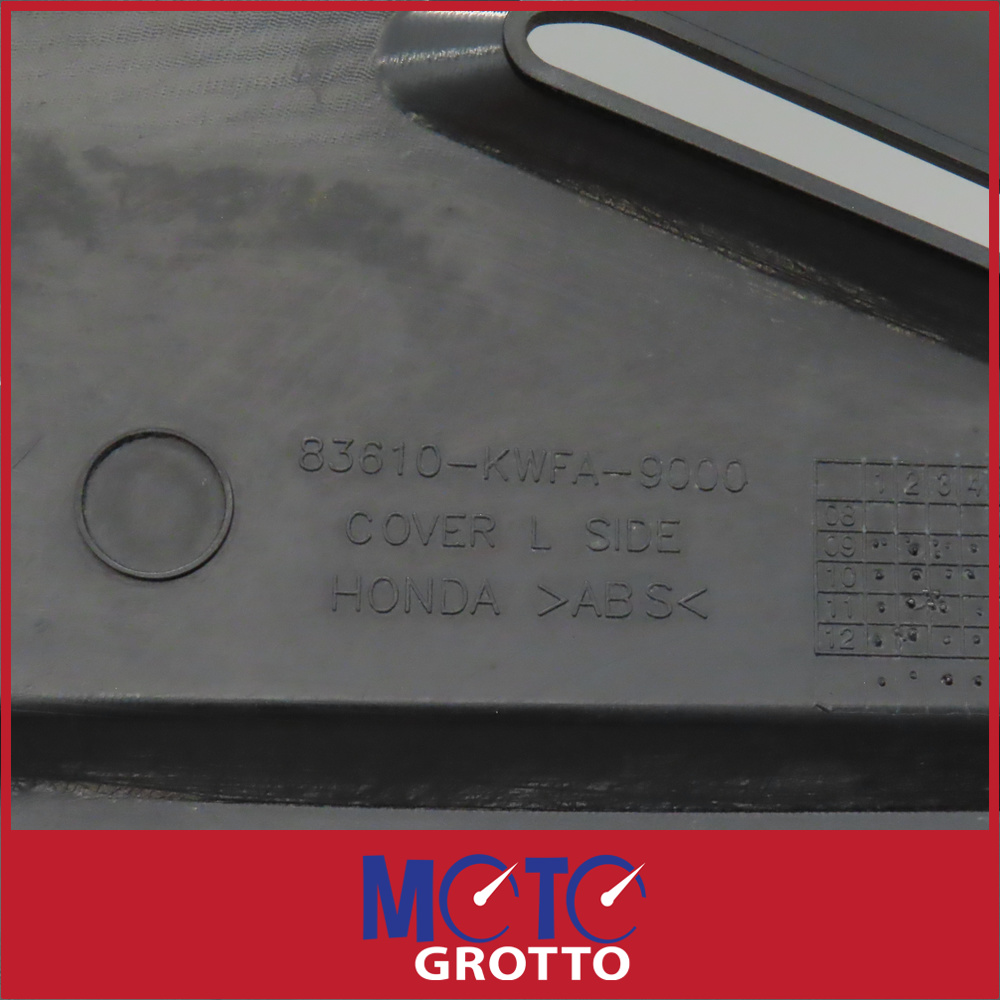 83610-KWFA-9000
COVER L SIDE
HONDA >ABS<
1 2 3 4
08
09
10
11
12
MOTO
GROTTO